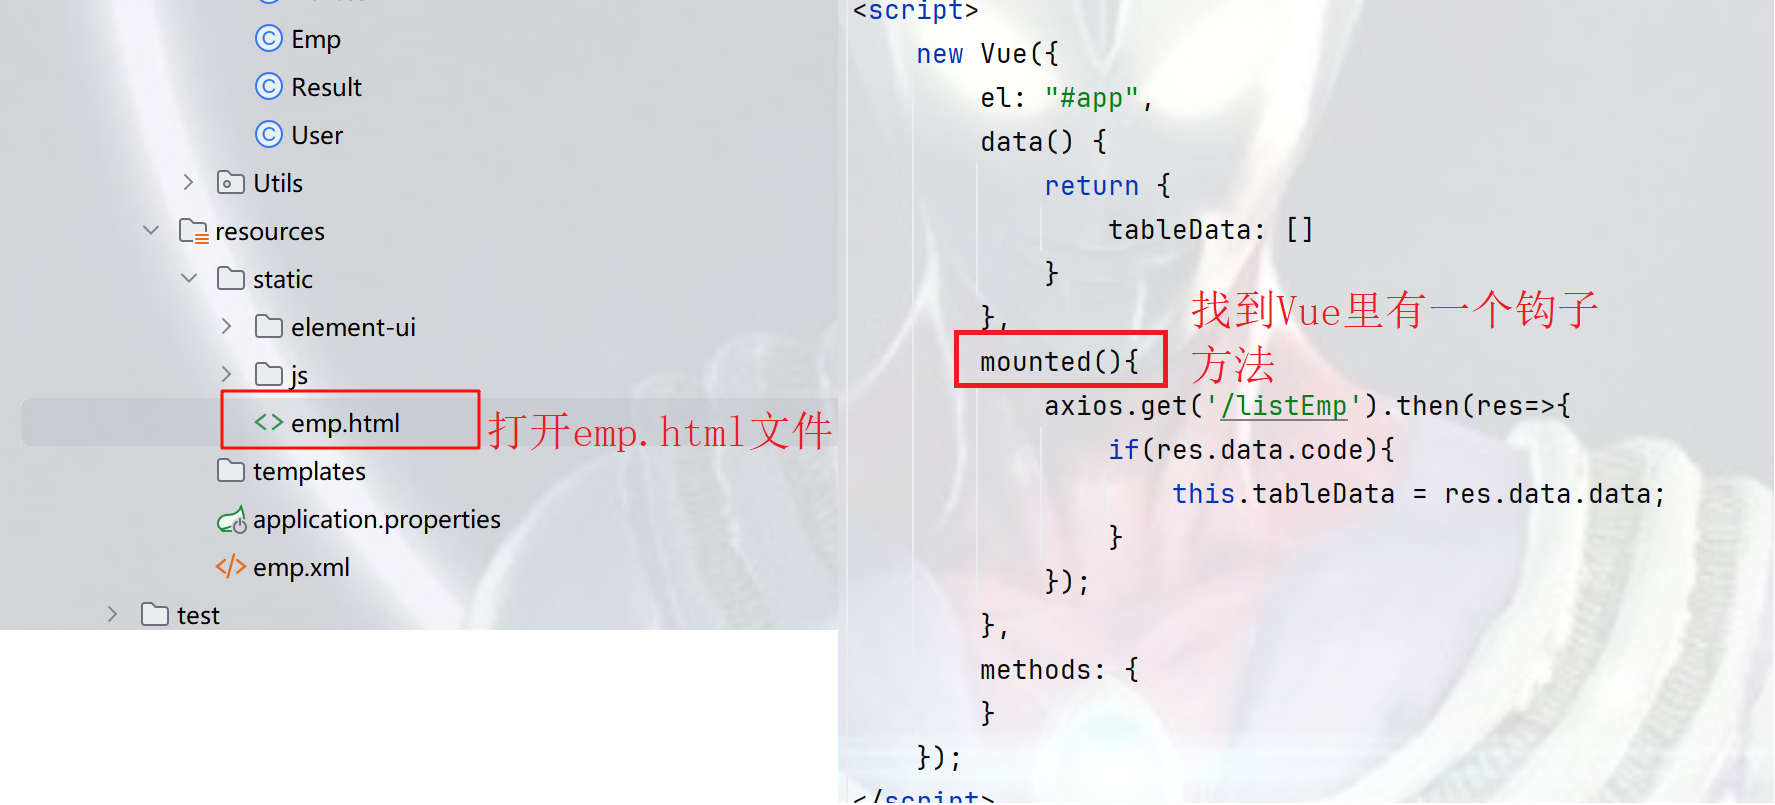 Emp
Result
User
Utils
resources
static
element-ui
js
emp.html
打开emp.html文件
templates
application.properties
emp.xml
test
<script>
new Vue({
el: "#app",
data() {
return {
tableData: []
}
},
找到Vue里有一个钩子
方法
mounted(){
axios.get('/listEmp').then(res=>{
if(res.data.code){
this.tableData = res.data.data;
}
});
},
methods: {
}
});
</script>